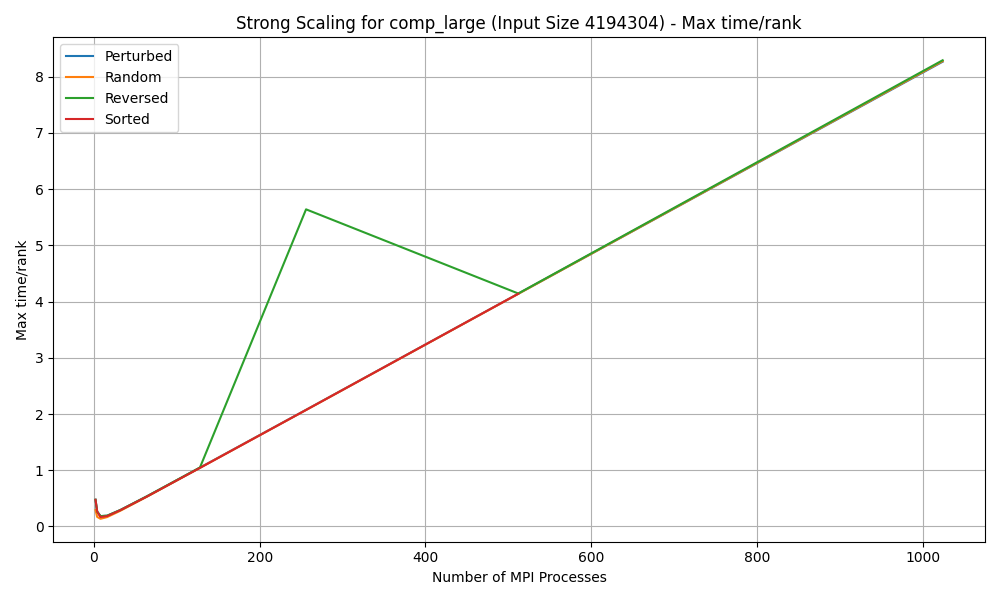 Strong Scaling for comp_large (Input Size 4194304) - Max time/rank
Perturbed
Random
Reversed
Sorted
8
7
6
5
4
3
2
1
0
Max time/rank
0 200 400 600 800 1000
Number of MPI Processes